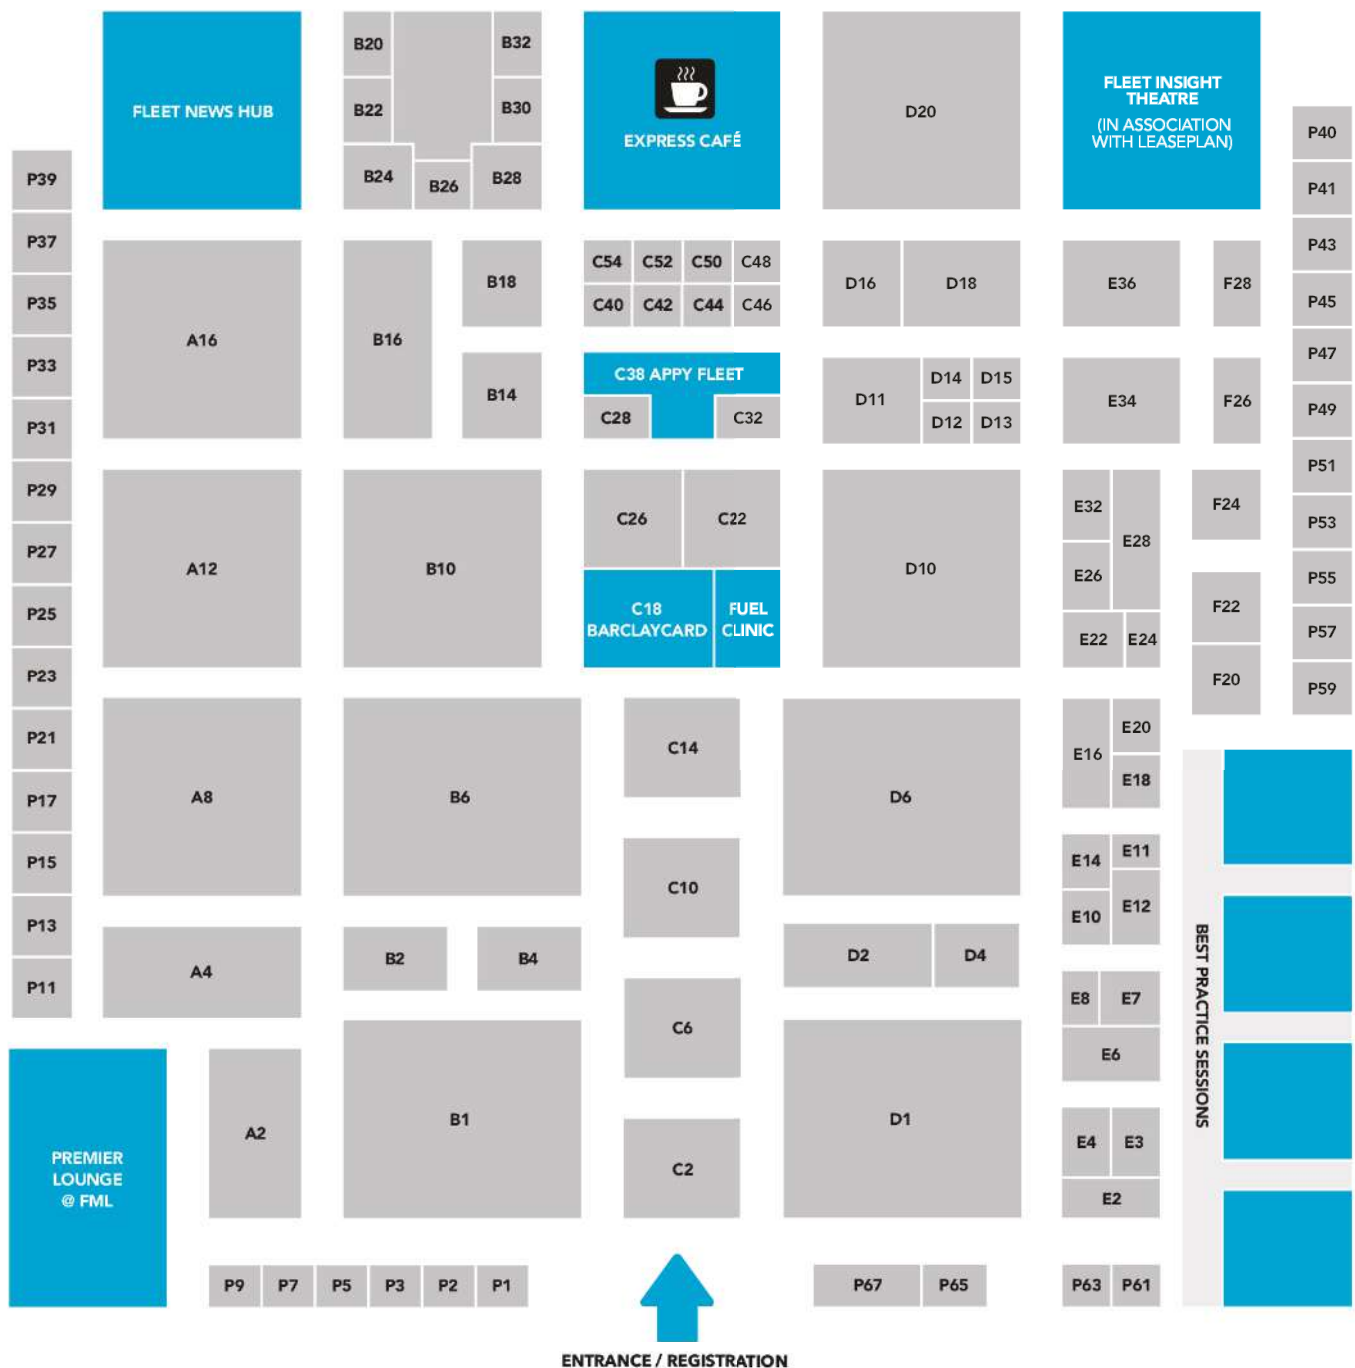 FLEET NEWS HUB
B20
B32
B22
B30
B24
B26
B28
EXPRESS CAFÉ
D20
FLEET INSIGHT
THEATRE
(IN ASSOCIATION
WITH LEASEPLAN)
P40
P41
P43
P45
P47
P49
P51
P53
P55
P57
P59
P39
P37
P35
P33
P31
P29
P27
P25
P23
P21
P17
P15
P13
P11
A16
B16
B18
B14
C54
C52
C50
C48
C40
C42
C44
C46
C38 APPY FLEET
C28
C32
D16
D18
D11
D14
D15
D12
D13
E36
F28
E34
F26
A12
B10
C26
C22
C18
BARCLAYCARD
FUEL
CLINIC
D10
E32
E28
E26
E22
E24
F24
F22
F20
A8
B6
C14
C10
D6
E16
E20
E18
E14
E11
E10
E12
A4
B2
B4
D2
D4
E8
E7
E6
C6
A2
B1
C2
D1
E4
E3
E2
BEST PRACTICE SESSIONS
PREMIER
LOUNGE
@ FML
P9
P7
P5
P3
P2
P1
P67
P65
P63
P61
ENTRANCE / REGISTRATION